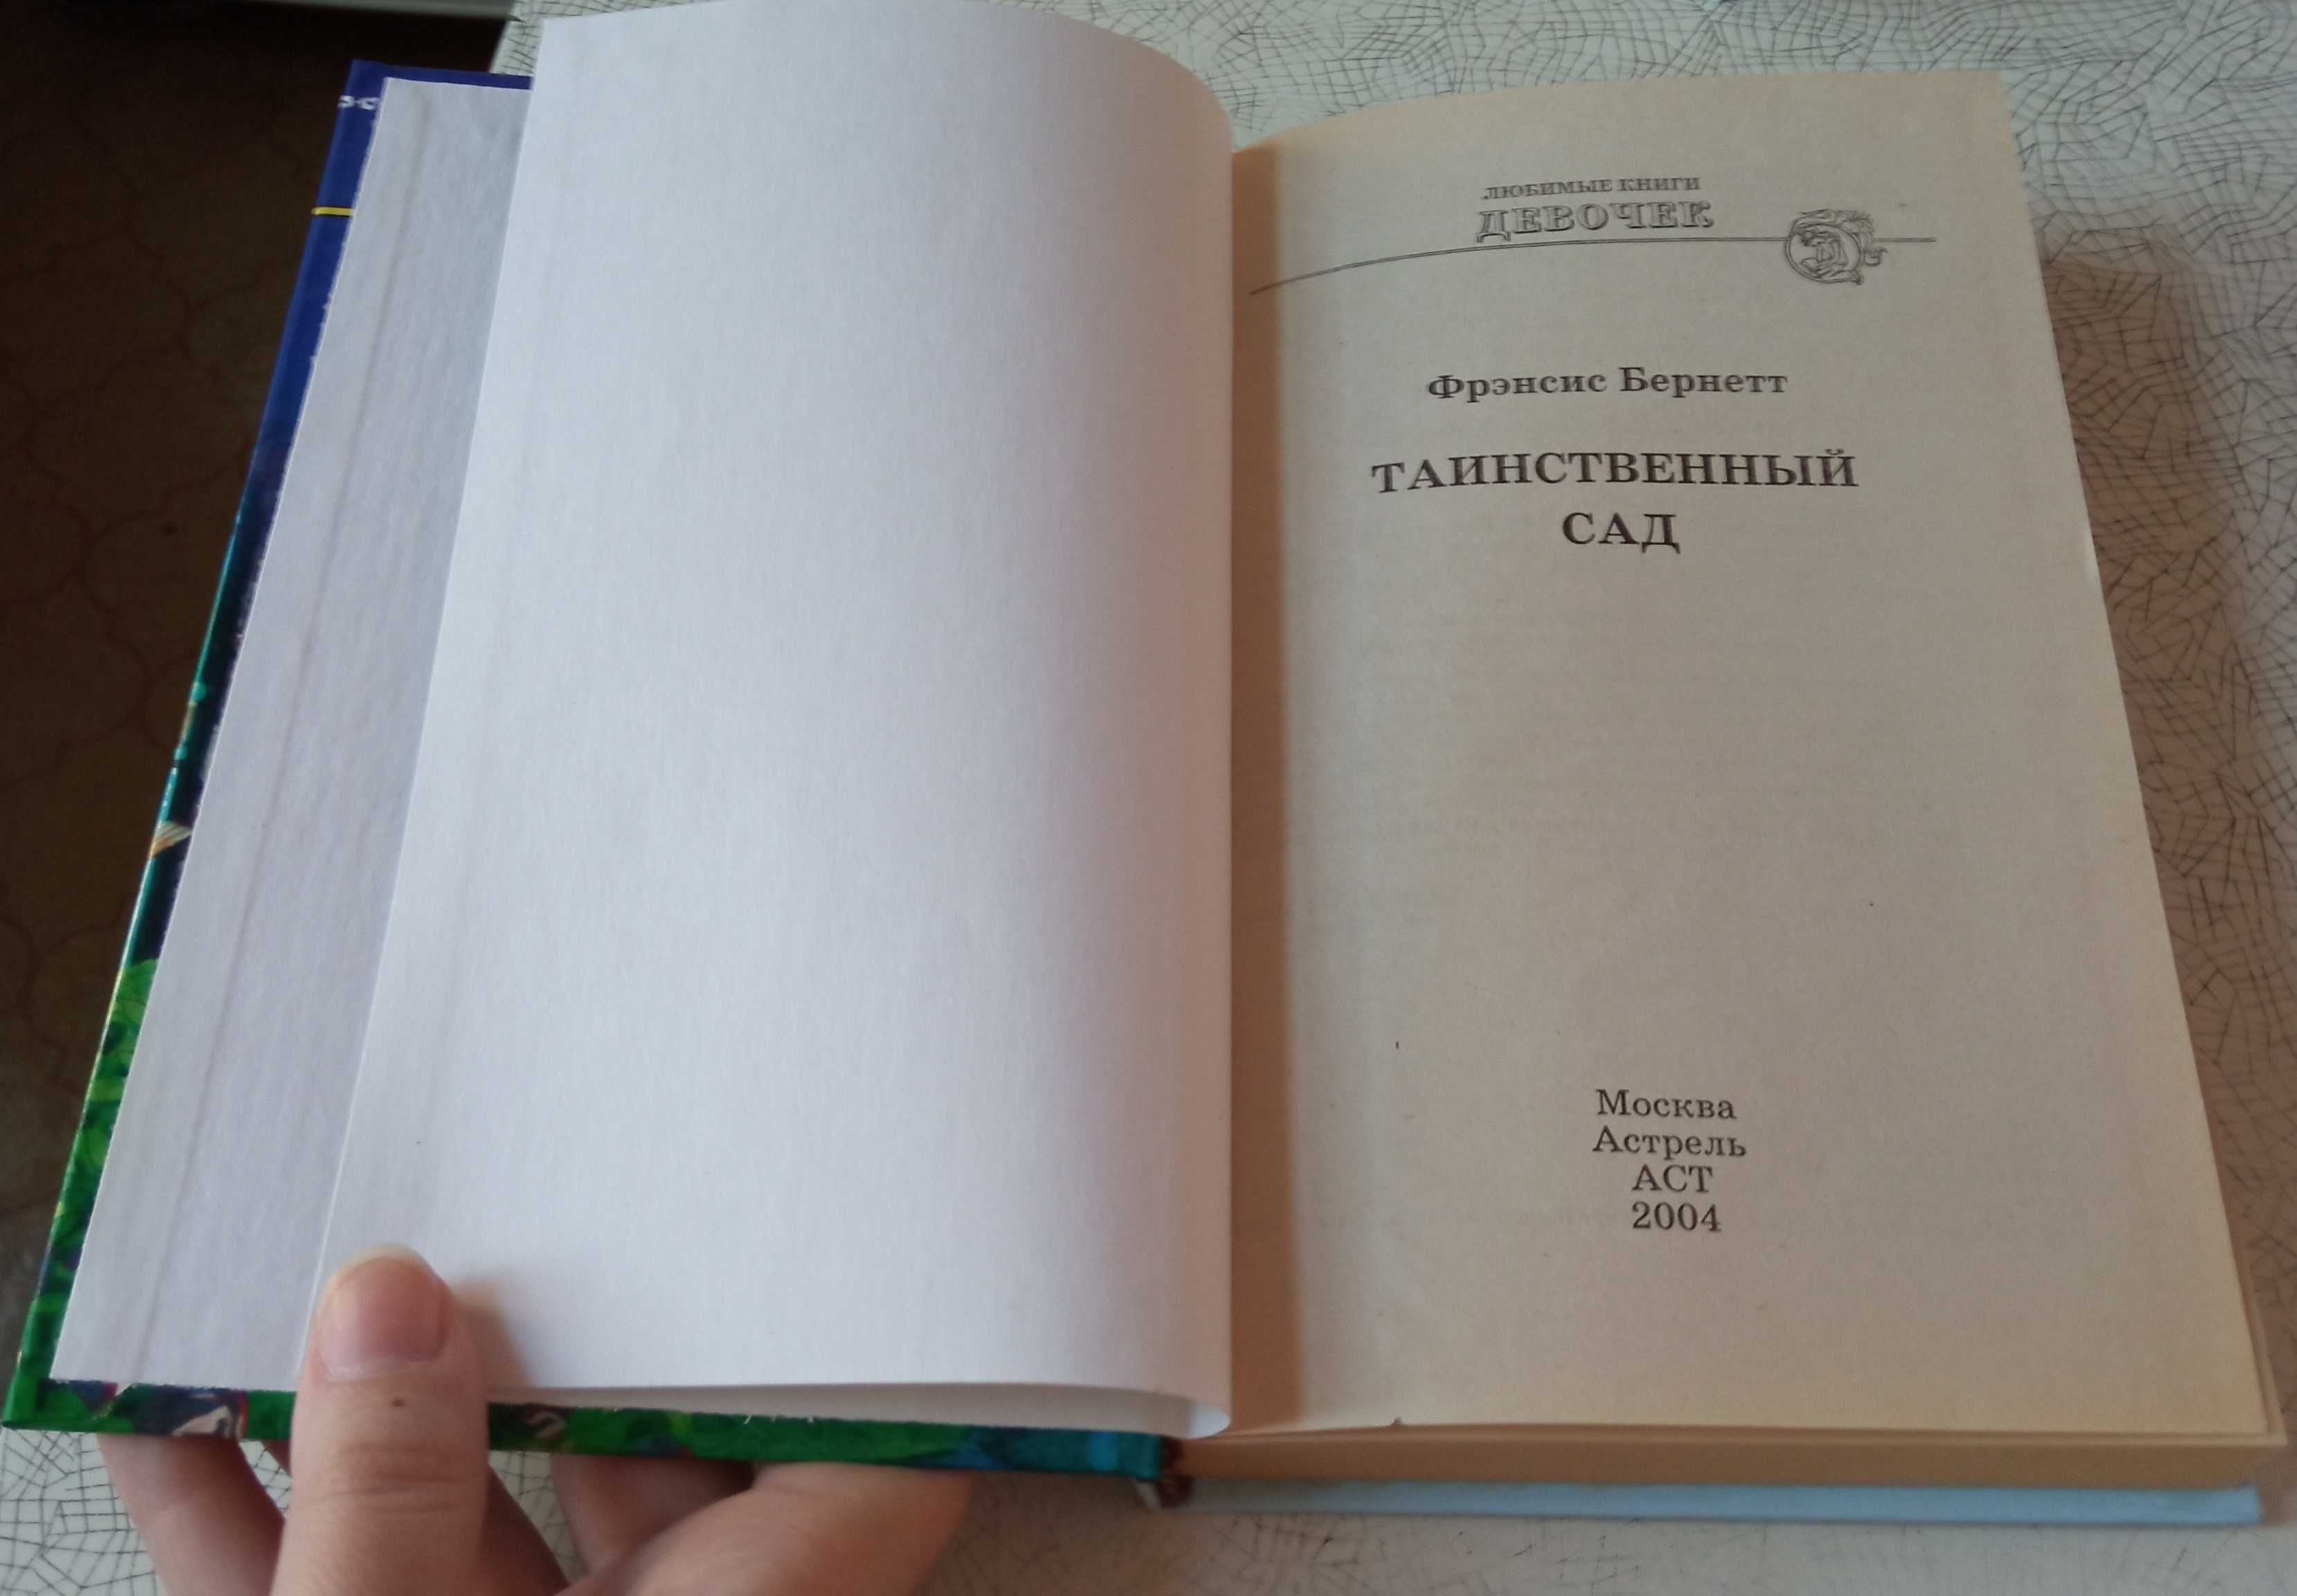 ЛЮБИМЫЕ КНИГИ
ДЕВОЧЕК
Фрэнсис Бернетт
ТАИНСТВЕННЫЙ
САД
Москва
Астрель
АСТ
2004